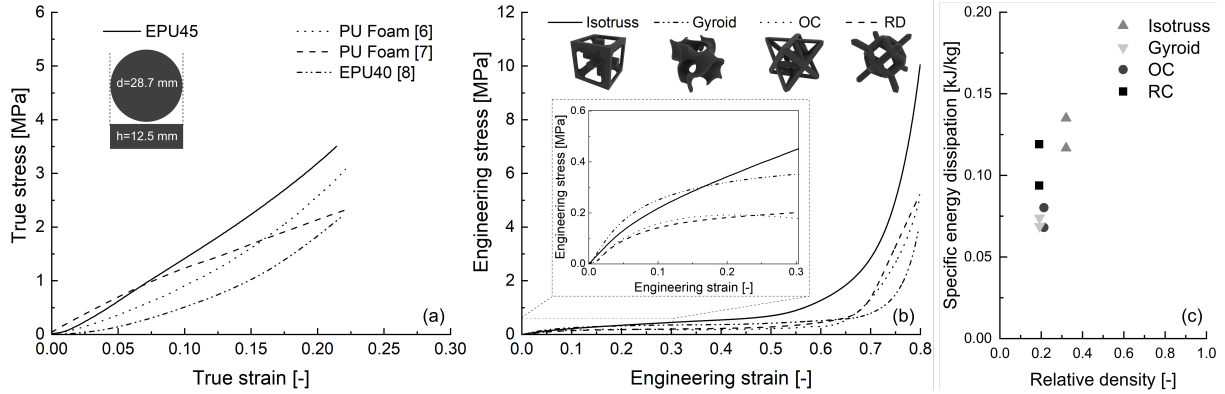 EPU45
PU Foam [6]
PU Foam [7]
EPU40 [8]
d=28.7 mm
h=12.5 mm
True stress [MPa]
6
5
4
3
2
1
0
0.00 0.05 0.10 0.15 0.20 0.25 0.30
True strain [-]
(a)
Isotruss Gyroid OC RD
Engineering stress [MPa]
12
10
8
6
4
2
0
0.0 0.1 0.2 0.3 0.4 0.5 0.6 0.7 0.8
Engineering strain [-]
(b)
Engineering stress [MPa]
0.6
0.4
0.2
0.0
0.0 0.1 0.2 0.3
Engineering strain [-]
Isotruss
Gyroid
OC
RC
Specific energy dissipation [kJ/kg]
0.20
0.15
0.10
0.05
0.00
0.0 0.2 0.4 0.6 0.8 1.0
Relative density [-]
(c)